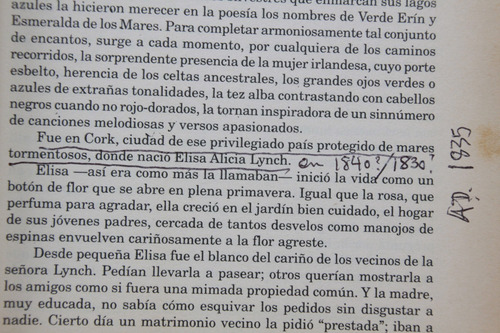 azules la hicieron merecer en la poesía los nombres de Verde Erín y
Esmeralda de los Mares. Para completar armoniosamente tal conjunto
de encantos, surge a cada momento, por cualquiera de los caminos
recorridos, la sorprendente presencia de la mujer irlandesa, cuyo porte
esbelto, herencia de los celtas ancestrales, los grandes ojos verdes o
azules de extrañas tonalidades, la tez alba contrastando con cabellos
negros cuando no rojo-dorados, la tornan inspiradora de un sinnúmero
de canciones melodiosas y versos apasionados.
Fue en Cork, ciudad de ese privilegiado país protegido de mares
tormentosos, donde nació Elisa Alicia Lynch. en 1840?/1830?
Elisa —así era como más la llamaban— inició la vida como un
botón de flor que se abre en plena primavera. Igual que la rosa, que
perfuma para agradar, ella creció en el jardín bien cuidado, el hogar
de sus jóvenes padres, cercada de tantos desvelos como manojos de
espinas envuelven cariñosamente a la flor agreste.
Desde pequeña Elisa fue el blanco del cariño de los vecinos de la
señora Lynch. Pedían llevarla a pasear; otros querían mostrarla a
los amigos como si fuera una mimada propiedad común. Y la madre,
muy educada, no sabía cómo esquivar los pedidos sin disgustar a
nadie. Cierto día un matrimonio vecino la pidió "prestada"; iban a
A.D. 1835